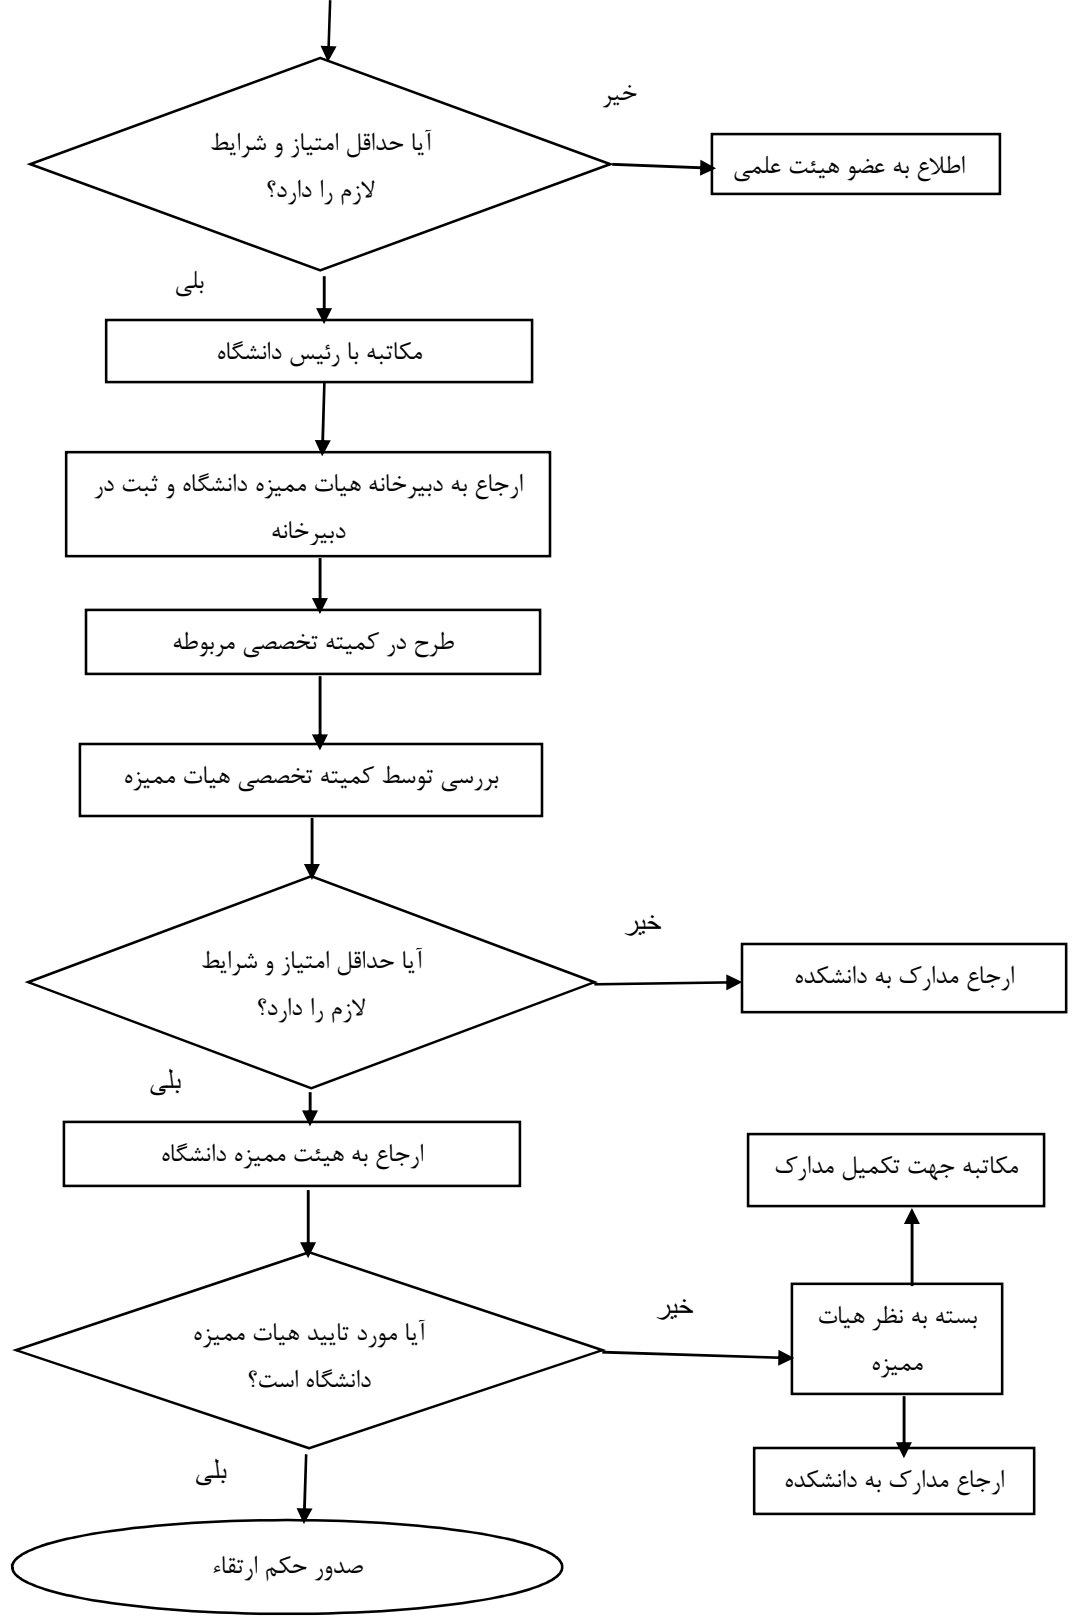 خیر
آیا حداقل امتیاز و شرایط
لازم را دارد؟
اطلاع به عضو هیئت علمی
بلی
مکاتبه با رئیس دانشگاه
ارجاع به دبیرخانه هیات ممیزه دانشگاه و ثبت در
دبیرخانه
طرح در کمیته تخصصی مربوطه
بررسی توسط کمیته تخصصی هیات ممیزه
خیر
آیا حداقل امتیاز و شرایط
لازم را دارد؟
ارجاع مدارک به دانشکده
بلی
ارجاع به هیئت ممیزه دانشگاه
مکاتبه جهت تکمیل مدارک
خیر
آیا مورد تایید هیات ممیزه
دانشگاه است؟
بسته به نظر هیات
ممیزه
ارجاع مدارک به دانشکده
بلی
صدور حکم ارتقاء